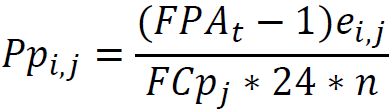 Pp_{i,j} = \frac{(FPA_t - 1)e_{i,j}}{FCp_j * 24 * n}